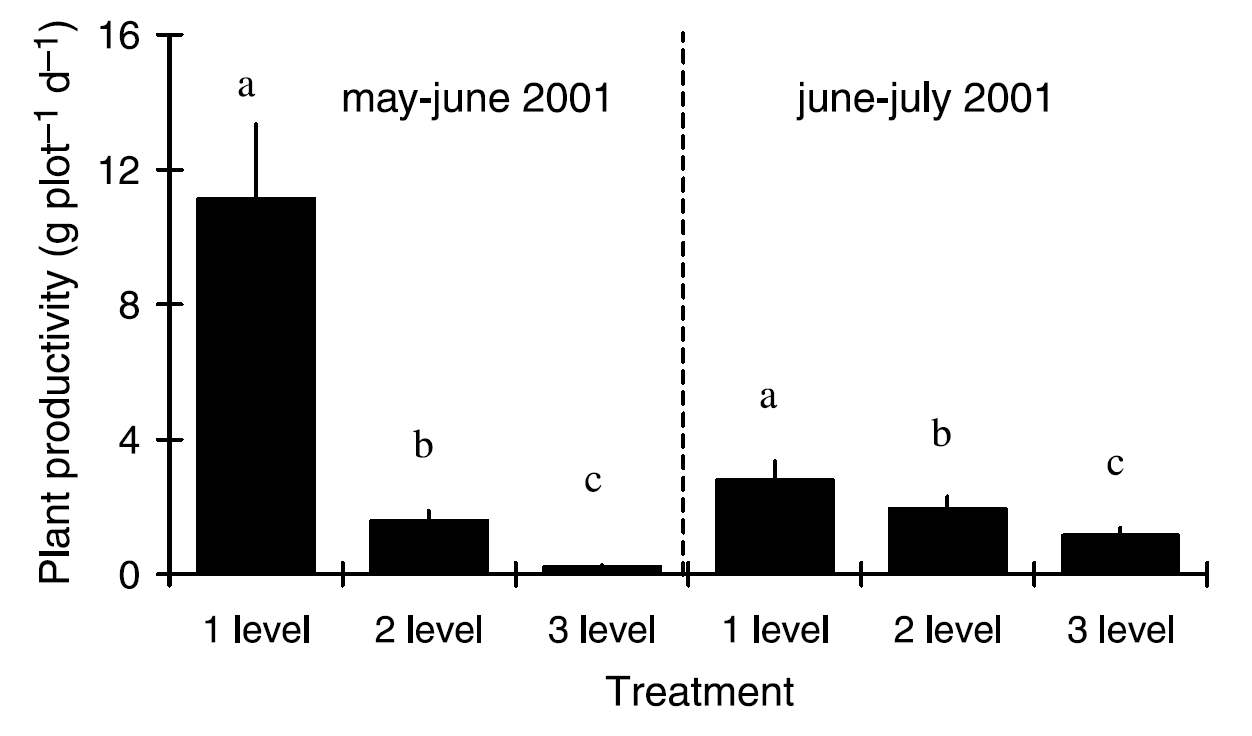 Plant productivity (g plot⁻¹ d⁻¹)
16
12
8
4
0
may-june 2001
june-july 2001
a
b
c
a
b
c
1 level
2 level
3 level
1 level
2 level
3 level
Treatment